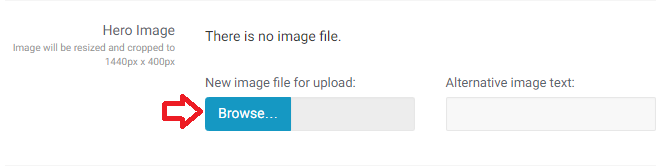 Hero Image
Image will be resized and cropped to
1440px x 400px
There is no image file.
New image file for upload:
Browse...
Alternative image text: